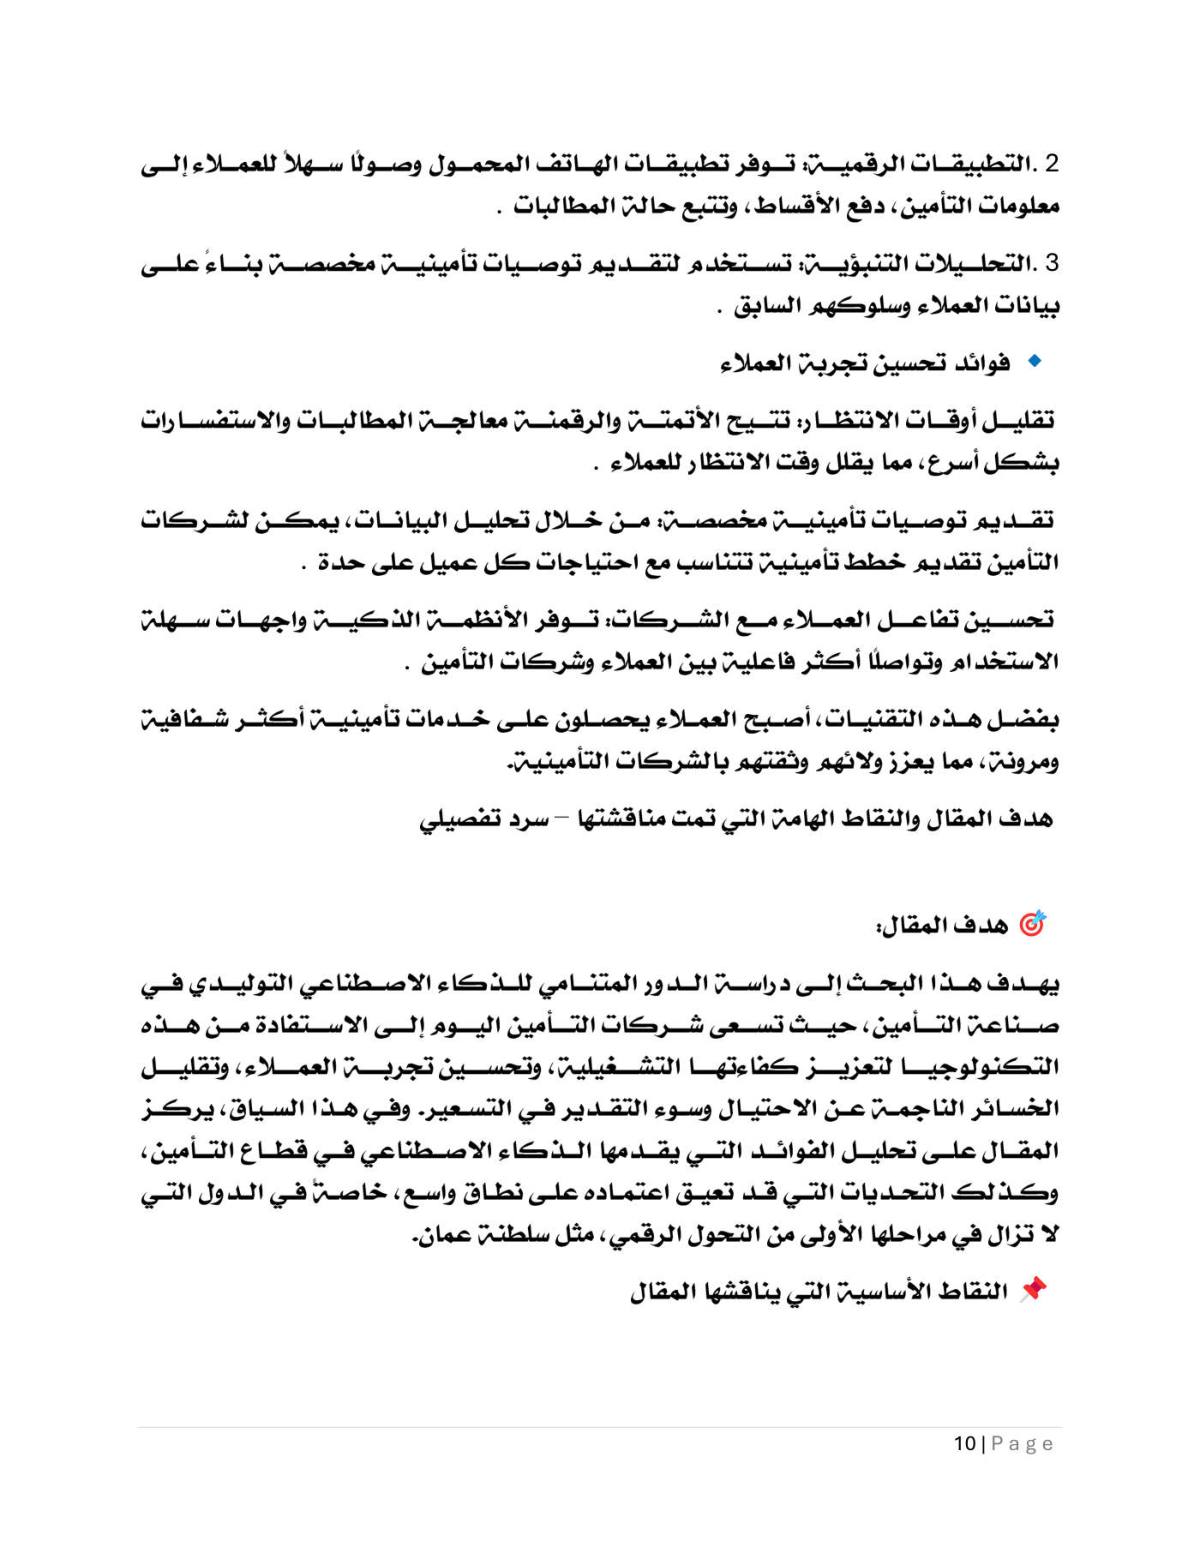 2 .التطبيقات الرقمية: توفر تطبيقات الهاتف المحمول وصولًا سهلاً للعملاء إلى
معلومات التأمين، دفع الأقساط، وتتبع حالة المطالبات .
3 .التحليلات التنبؤية: تستخدم لتقديم توصيات تأمينية مخصصة بناءً على
بيانات العملاء وسلوكهم السابق .
🔹 فوائد تحسين تجربة العملاء
تقليل أوقات الانتظار: تتيح الأتمتة والرقمنة معالجة المطالبات والاستفسارات
بشكل أسرع، مما يقلل وقت الانتظار للعملاء .
تقديم توصيات تأمينية مخصصة: من خلال تحليل البيانات، يمكن لشركات
التأمين تقديم خطط تأمينية تتناسب مع احتياجات كل عميل على حدة .
تحسين تفاعل العملاء مع الشركات: توفر الأنظمة الذكية واجهات سهلة
الاستخدام وتواصلًا أكثر فاعلية بين العملاء وشركات التأمين .
بفضل هذه التقنيات، أصبح العملاء يحصلون على خدمات تأمينية أكثر شفافية
ومرونة، مما يعزز ولائهم وثقتهم بالشركات التأمينية.
هدف المقال والنقاط الهامة التي تمت مناقشتها – سرد تفصيلي
🎯 هدف المقال:
يهدف هذا البحث إلى دراسة الدور المتنامي للذكاء الاصطناعي التوليدي في
صناعة التأمين، حيث تسعى شركات التأمين اليوم إلى الاستفادة من هذه
التكنولوجيا لتعزيز كفاءتها التشغيلية، وتحسين تجربة العملاء، وتقليل
الخسائر الناجمة عن الاحتيال وسوء التقدير في التسعير. وفي هذا السياق، يركز
المقال على تحليل الفوائد التي يقدمها الذكاء الاصطناعي في قطاع التأمين،
وكذلك التحديات التي قد تعيق اعتماده على نطاق واسع، خاصةً في الدول التي
لا تزال في مراحلها الأولى من التحول الرقمي، مثل سلطنة عمان.
📌 النقاط الأساسية التي يناقشها المقال
10 | Page